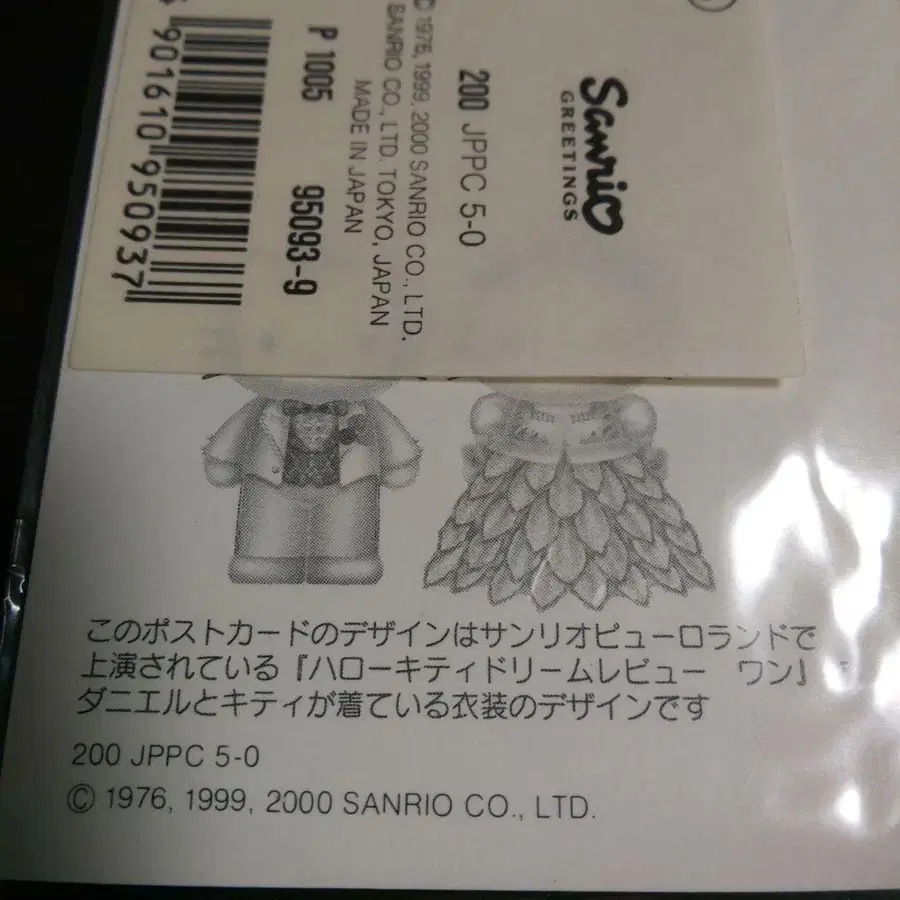 Sanrio
GREETINGS
200 JPPC 5-0
© 1976, 1999, 2000 SANRIO CO., LTD.
SANRIO CO., LTD. TOKYO, JAPAN
MADE IN JAPAN
P 1005 95093-9
901610 950937
このポストカードのデザインはサンリオピューロランドで
上演されている『ハローキティドリームレビュー ワン』で
ダニエルとキティが着ている衣装のデザインです
200 JPPC 5-0
© 1976, 1999, 2000 SANRIO CO., LTD.